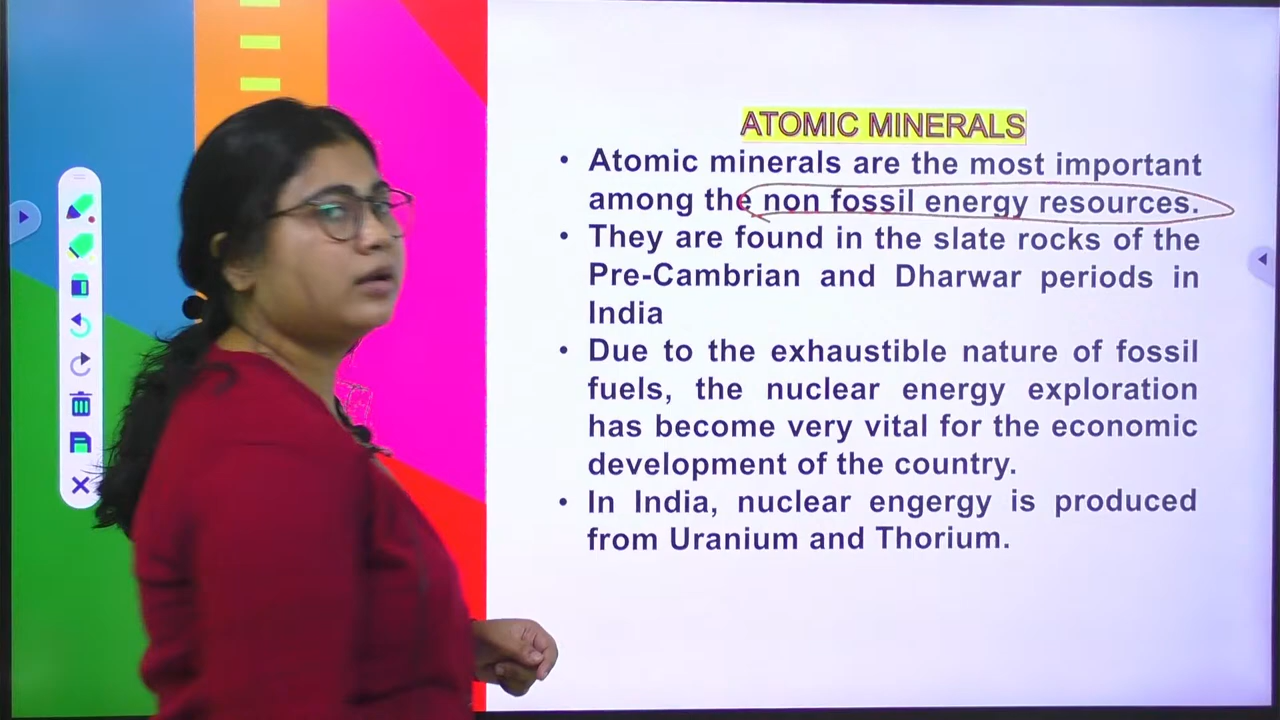 ATOMIC MINERALS
• Atomic minerals are the most important
among the non fossil energy resources.
• They are found in the slate rocks of the
Pre-Cambrian and Dharwar periods in
India
• Due to the exhaustible nature of fossil
fuels, the nuclear energy exploration
has become very vital for the economic
development of the country.
• In India, nuclear engergy is produced
from Uranium and Thorium.